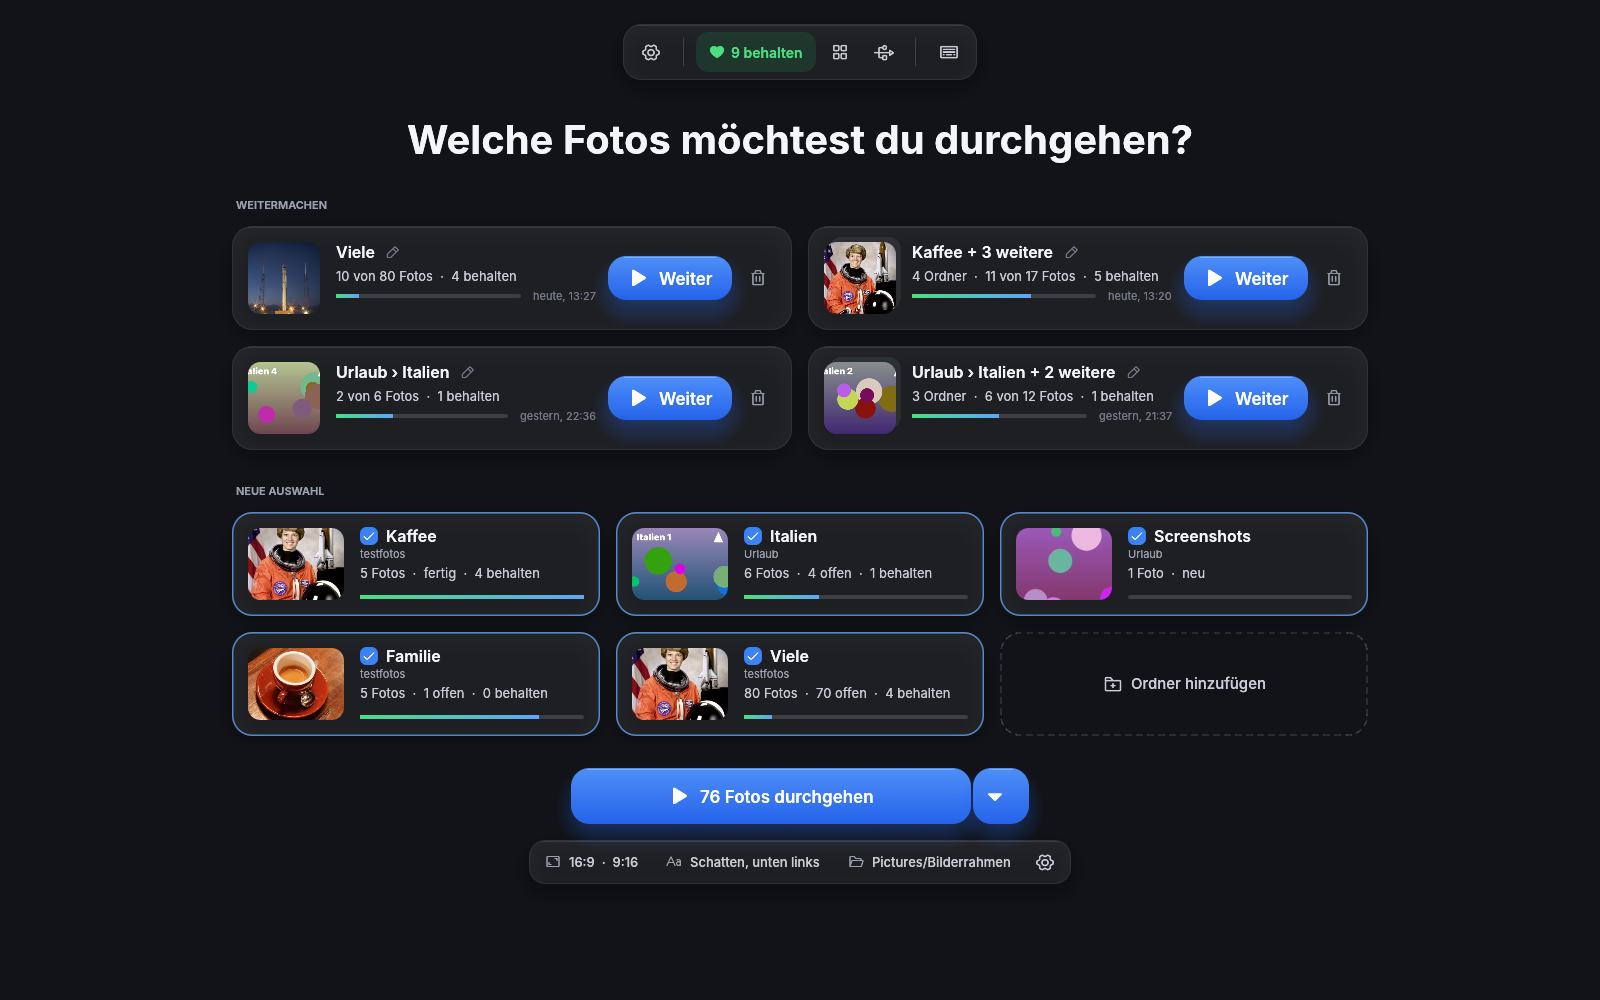 9 behalten
Welche Fotos möchtest du durchgehen?
WEITERMACHEN
Viele
10 von 80 Fotos · 4 behalten
heute, 13:27
Weiter
Kaffee + 3 weitere
4 Ordner · 11 von 17 Fotos · 5 behalten
heute, 13:20
Weiter
alien 4
Urlaub › Italien
2 von 6 Fotos · 1 behalten
gestern, 22:36
Weiter
alien 2
Urlaub › Italien + 2 weitere
3 Ordner · 6 von 12 Fotos · 1 behalten
gestern, 21:37
Weiter
NEUE AUSWAHL
Kaffee
testfotos
5 Fotos · fertig · 4 behalten
Italien 1
Italien
Urlaub
6 Fotos · 4 offen · 1 behalten
Screenshots
Urlaub
1 Foto · neu
Familie
testfotos
5 Fotos · 1 offen · 0 behalten
Viele
testfotos
80 Fotos · 70 offen · 4 behalten
Ordner hinzufügen
76 Fotos durchgehen
16:9 · 9:16
Aa Schatten, unten links
Pictures/Bilderrahmen